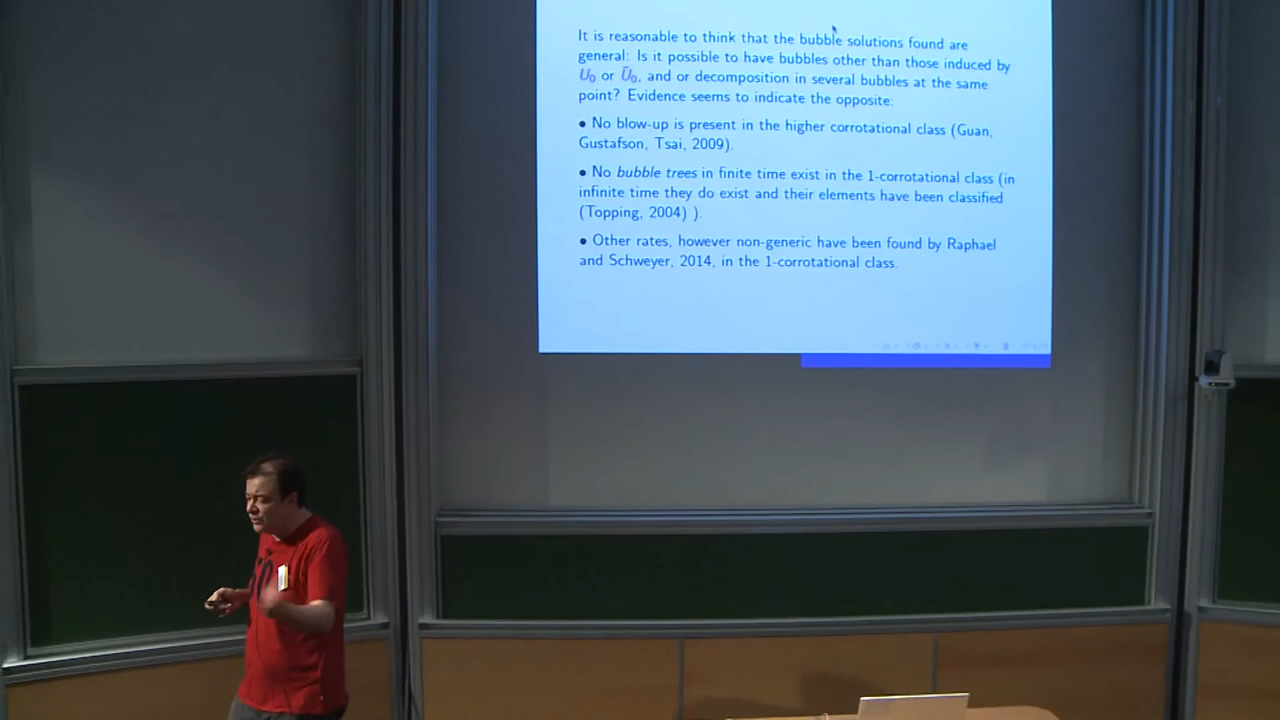 It is reasonable to think that the bubble solutions found are
general: Is it possible to have bubbles other than those induced by
U₀ or Ũ₀, and or decomposition in several bubbles at the same
point? Evidence seems to indicate the opposite:
• No blow-up is present in the higher corrotational class (Guan,
Gustafson, Tsai, 2009).
• No bubble trees in finite time exist in the 1-corrotational class (in
infinite time they do exist and their elements have been classified
(Topping, 2004) ).
• Other rates, however non-generic have been found by Raphael
and Schweyer, 2014, in the 1-corrotational class.